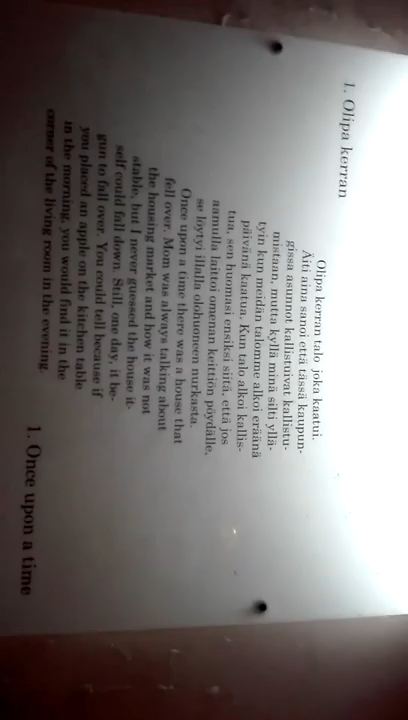 1. Olipa kerran
Olipa kerran talo joka kaatui.
Äiti aina sanoi että tässä kaupun-
gissa asunnot kallistuivat kallistu-
mistaan, mutta kyllä minä silti yllä-
tyin kun meidän talomme alkoi eräänä
päivänä kaatua. Kun talo alkoi kallis-
tua, sen huomasi ensiksi siitä, että jos
aamulla laittoi omenan keittiön pöydälle,
se löytyi illalla olohuoneen nurkasta.
Once upon a time there was a house that
fell over. Mom was always talking about
the housing market and how it was not
stable, but I never guessed the house it-
self could fall down. Still, one day, it be-
gun to fall over. You could tell because if
you placed an apple on the kitchen table
in the morning, you would find it in the
corner of the living room in the evening.
1. Once upon a time